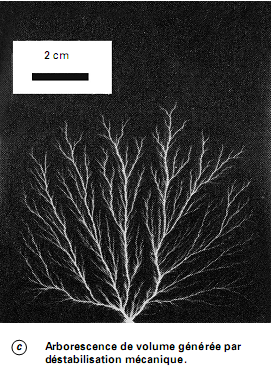 2 cm
c Arborescence de volume générée par
déstabilisation mécanique.